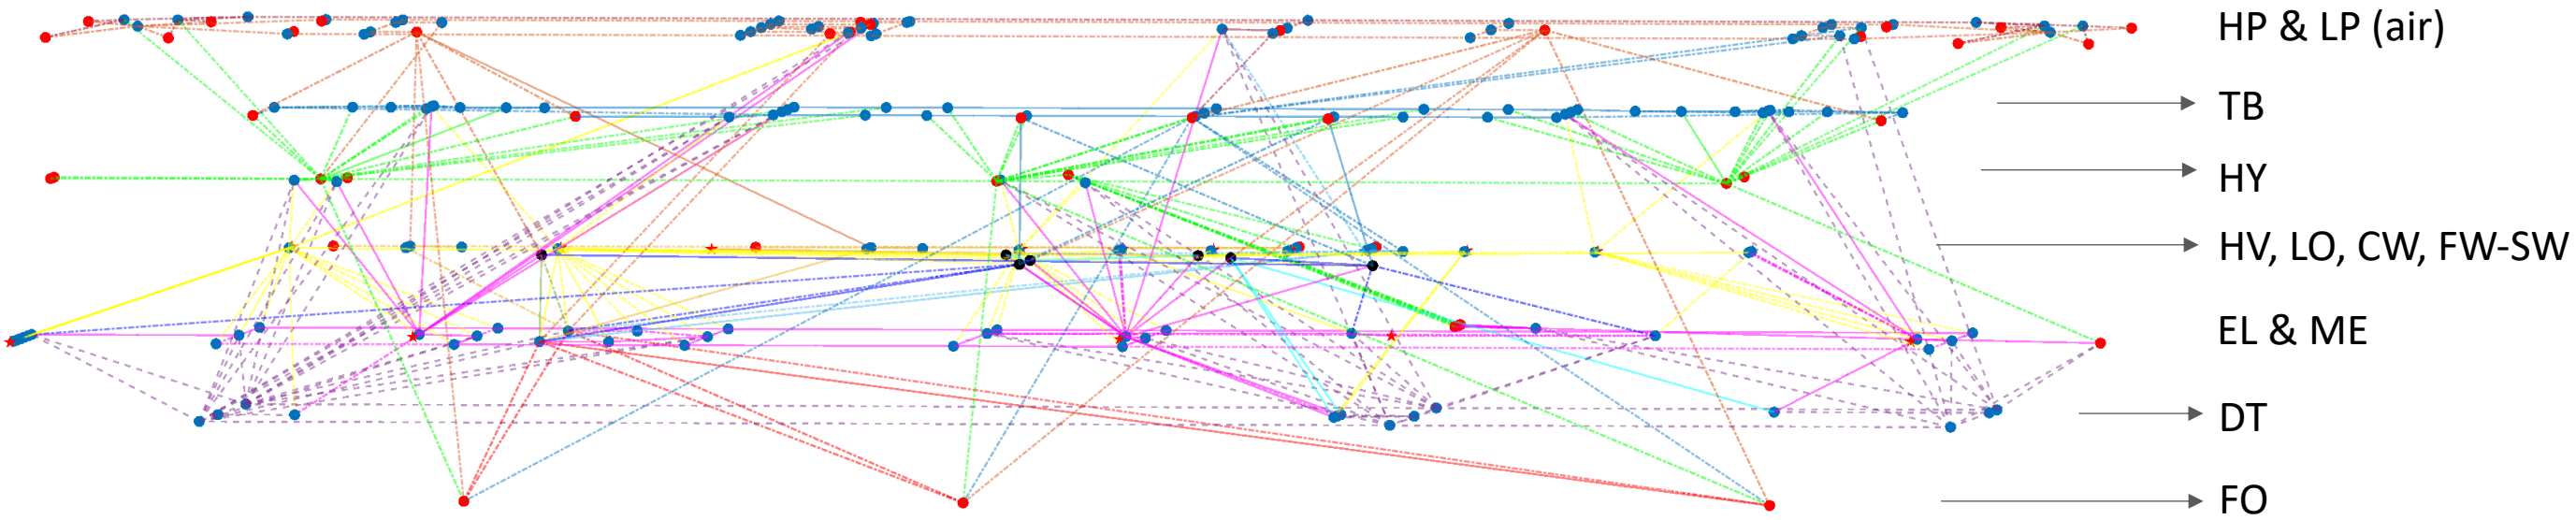 HP & LP (air)
TB
HY
HV, LO, CW, FW-SW
EL & ME
DT
FO